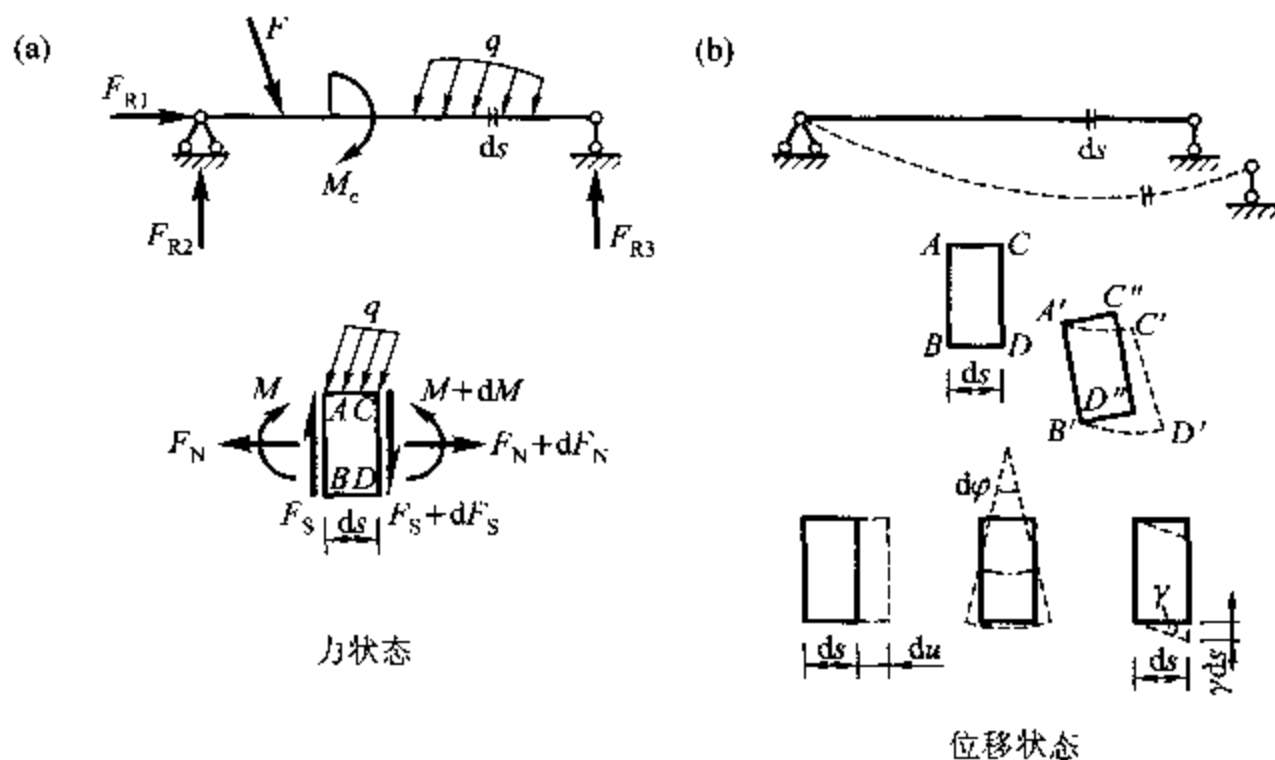 (a)
F
q
F_R1
ds
M_e
F_R2
F_R3
q
M
M+dM
A C
F_N
F_N+dF_N
B D
F_S
F_S+dF_S
ds
力状态
(b)
ds
A
C
C″
A′
C′
B
D
D″
ds
B′
D′
dφ
γ
ds
du
ds
γds
位移状态